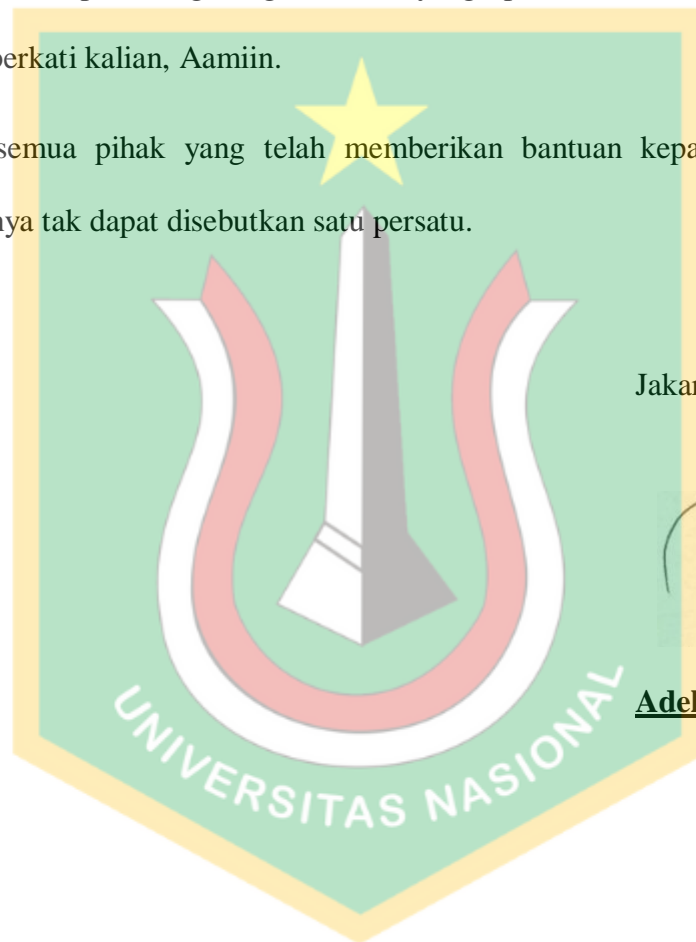 berkati kalian, Aamiin.
semua pihak yang telah memberikan bantuan kepa
nya tak dapat disebutkan satu persatu.
Jakar
Adel
UNIVERSITAS NASIONAL